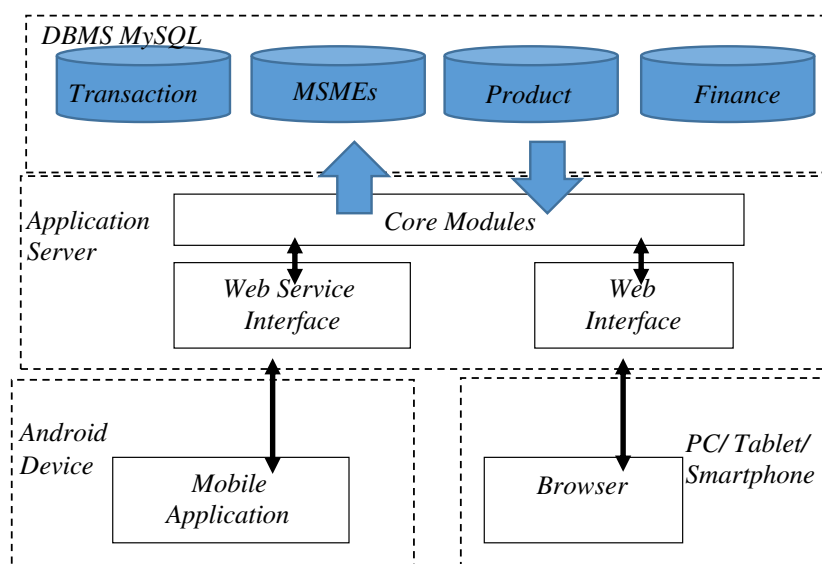 DBMS MySQL
Transaction
MSMEs
Product
Finance
Application
Server
Core Modules
Web Service
Interface
Web
Interface
Android
Device
Mobile
Application
Browser
PC/ Tablet/
Smartphone